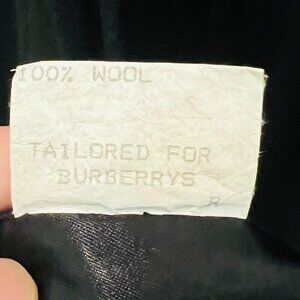 100% WOOL
TAILORED FOR
BURBERRYS
R